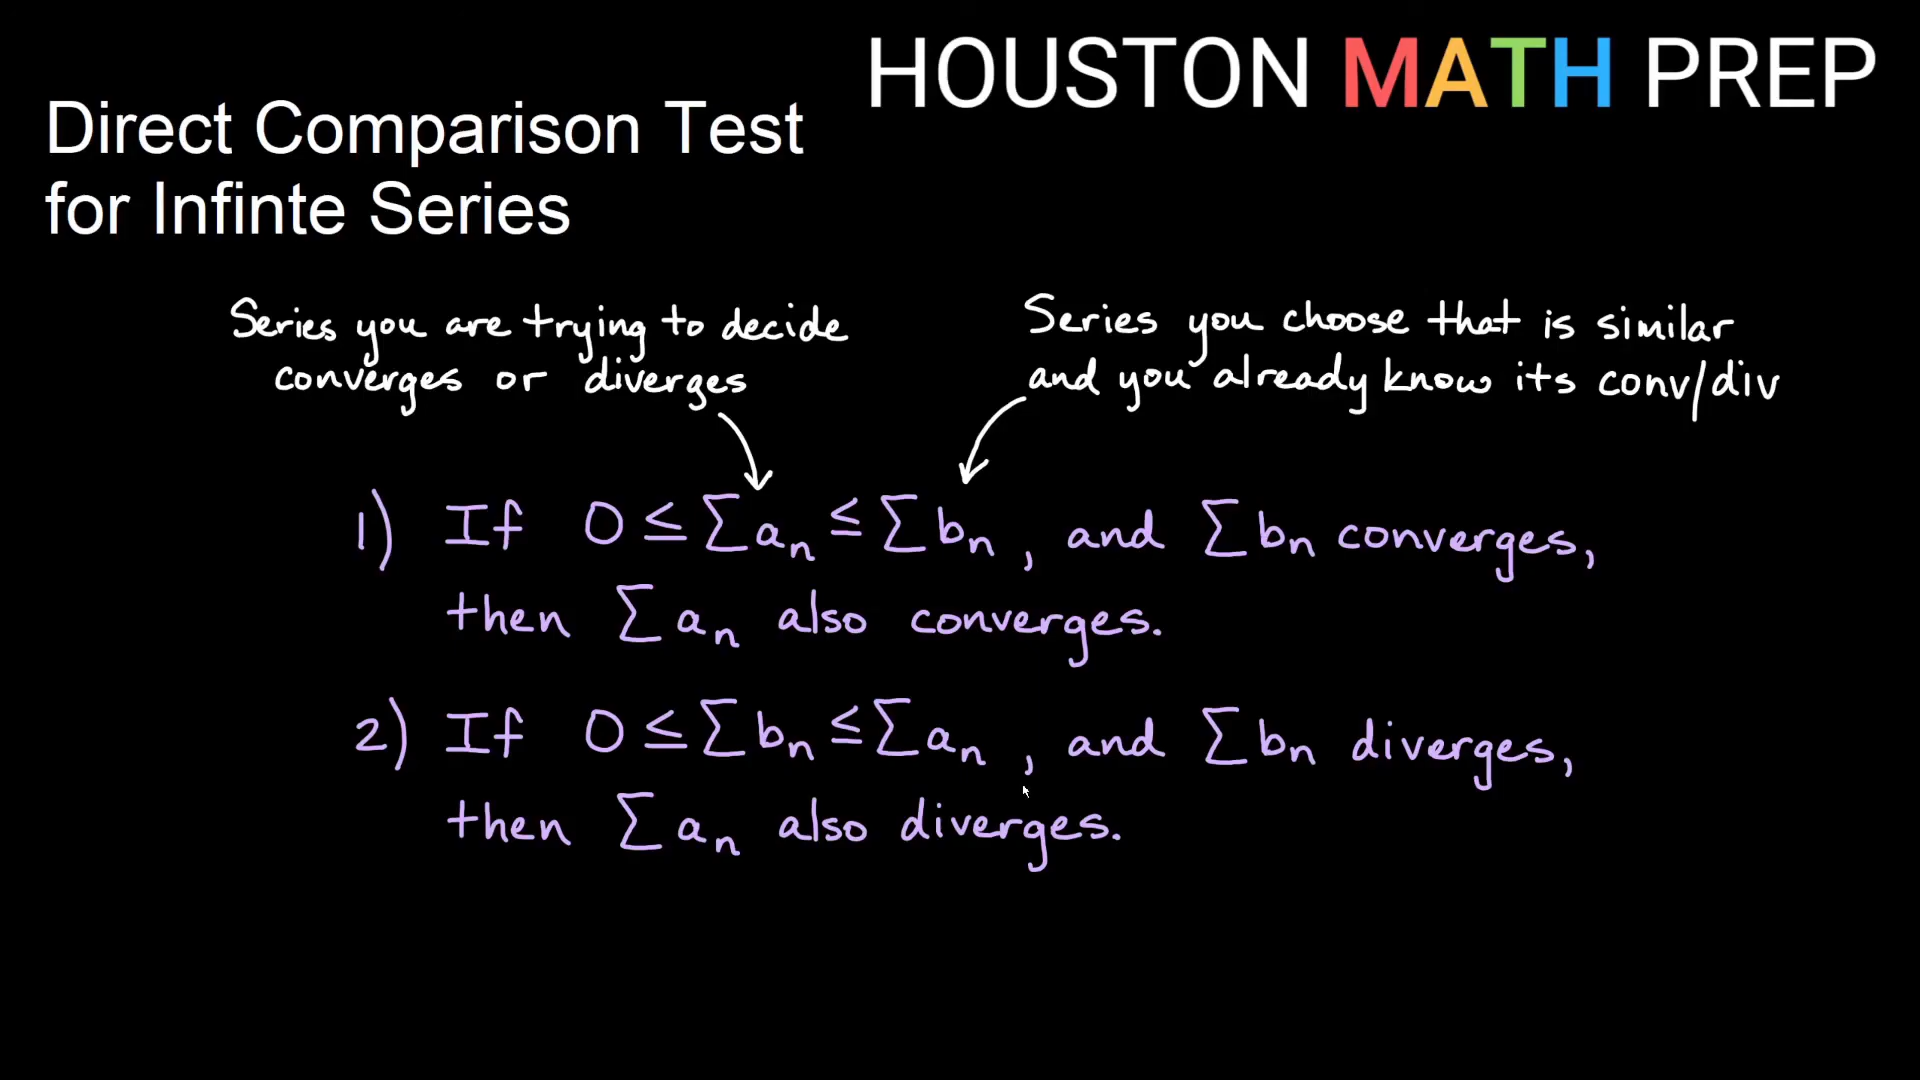 HOUSTON MATH PREP
Direct Comparison Test
for Infinte Series
Series you are trying to decide
converges or diverges
Series you choose that is similar
and you already know its conv/div
1) If 0 ≤ ∑aₙ ≤ ∑bₙ , and ∑bₙ converges,
then ∑aₙ also converges.
2) If 0 ≤ ∑bₙ ≤ ∑aₙ , and ∑bₙ diverges,
then ∑aₙ also diverges.